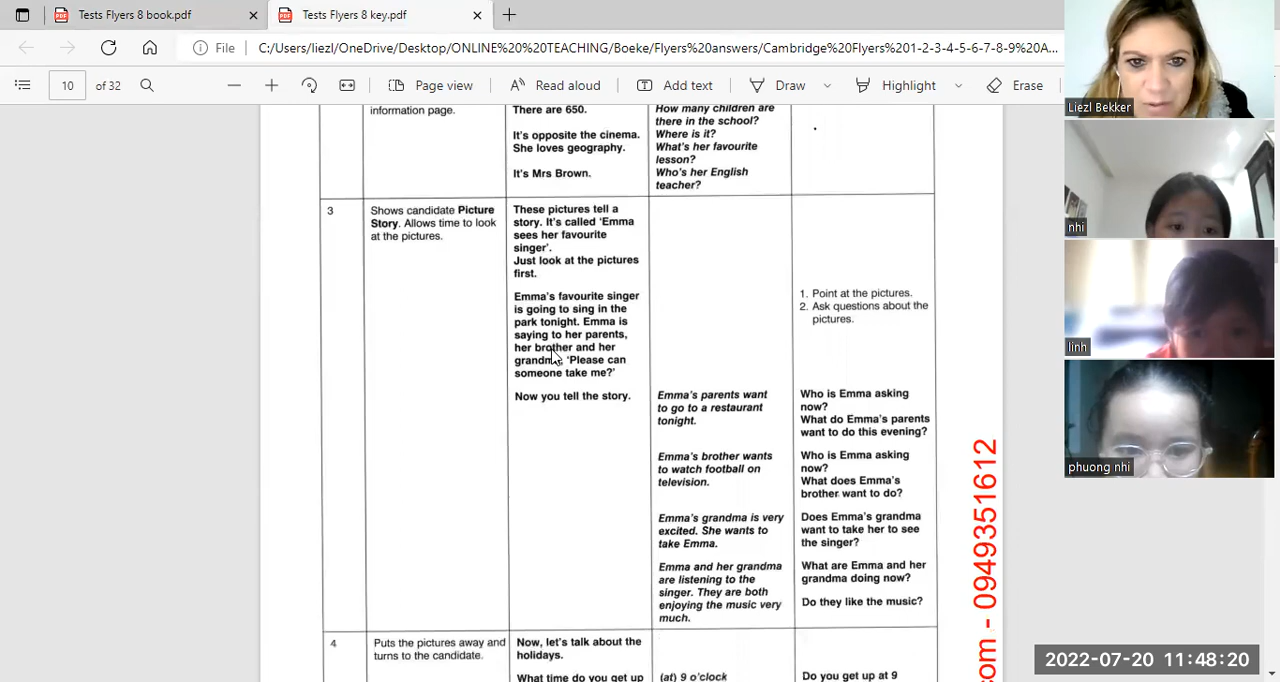 Tests Flyers 8 book.pdf
Tests Flyers 8 key.pdf
File
C:/Users/liezl/OneDrive/Desktop/ONLINE%20%20TEACHING/Boeke/Flyers%20answers/Cambridge%20Flyers%201-2-3-4-5-6-7-8-9%20A...
10 of 32
Page view
Read aloud
Add text
Draw
Highlight
Erase
information page.
There are 650.
It's opposite the cinema.
She loves geography.
It's Mrs Brown.
How many children are
there in the school?
Where is it?
What's her favourite
lesson?
Who's her English
teacher?
3
Shows candidate Picture
Story. Allows time to look
at the pictures.
These pictures tell a
story. It's called 'Emma
sees her favourite
singer'.
Just look at the pictures
first.
Emma's favourite singer
is going to sing in the
park tonight. Emma is
saying to her parents,
her brother and her
grandma, 'Please can
someone take me?'
Now you tell the story.
Emma's parents want
to go to a restaurant
tonight.
Emma's brother wants
to watch football on
television.
Emma's grandma is very
excited. She wants to
take Emma.
Emma and her grandma
are listening to the
singer. They are both
enjoying the music very
much.
1. Point at the pictures.
2. Ask questions about the
pictures.
Who is Emma asking
now?
What do Emma's parents
want to do this evening?
Who is Emma asking
now?
What does Emma's
brother want to do?
Does Emma's grandma
want to take her to see
the singer?
What are Emma and her
grandma doing now?
Do they like the music?
4
Puts the pictures away and
turns to the candidate.
Now, let's talk about the
holidays.
What time do you get up
(at) 9 o'clock
Do you get up at 9
com - 0949351612
Liezl Bekker
nhi
linh
phuong nhi
2022-07-20 11:48:20